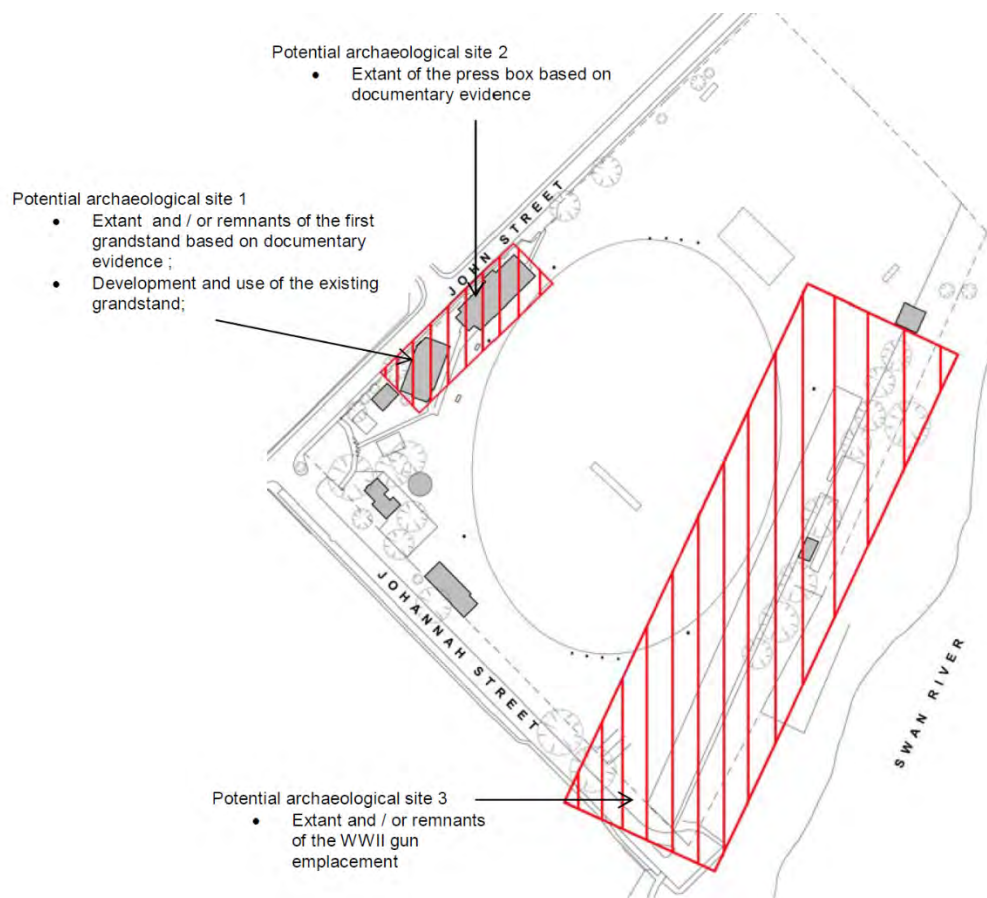 Potential archaeological site 2
• Extant of the press box based on
documentary evidence
Potential archaeological site 1
• Extant and / or remnants of the first
grandstand based on documentary
evidence ;
• Development and use of the existing
grandstand;
JOHN STREET
JOHANNAH STREET
SWAN RIVER
Potential archaeological site 3
• Extant and / or remnants
of the WWII gun
emplacement